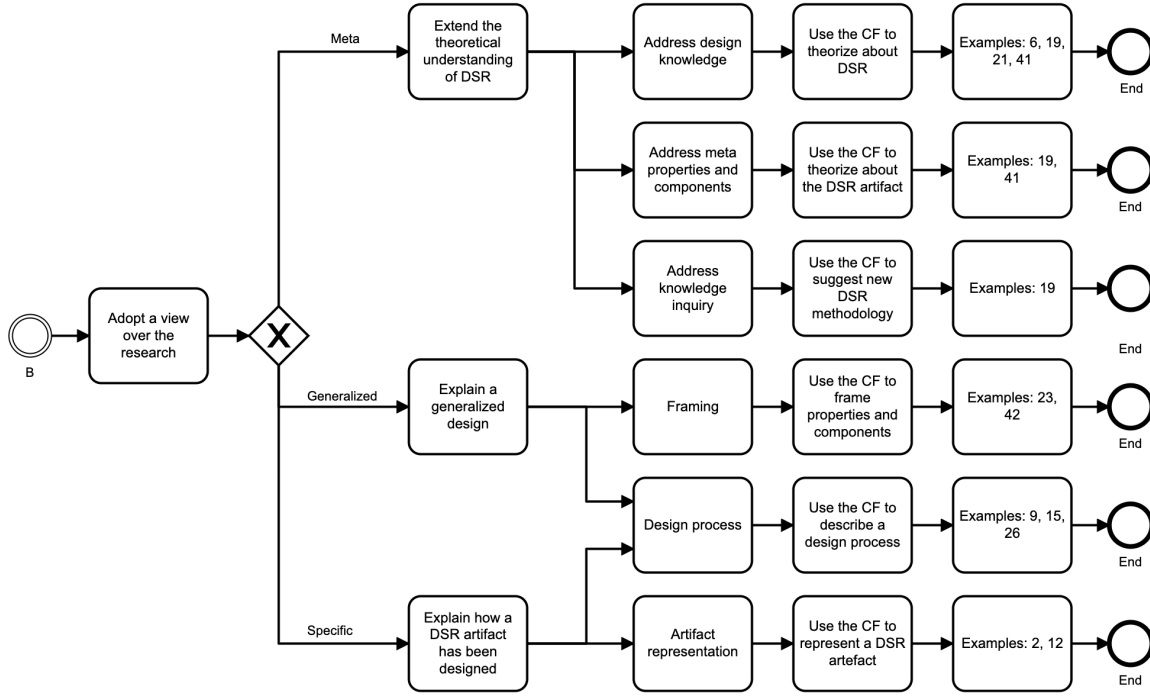 Meta
Extend the
theoretical
understanding
of DSR
Address design
knowledge
Use the CF to
theorize about
DSR
Examples: 6, 19,
21, 41
End
Address meta
properties and
components
Use the CF to
theorize about
the DSR artifact
Examples: 19,
41
End
Address
knowledge
inquiry
Use the CF to
suggest new
DSR
methodology
Examples: 19
End
B
Adopt a view
over the
research
X
Generalized
Explain a
generalized
design
Framing
Use the CF to
frame
properties and
components
Examples: 23,
42
End
Design process
Use the CF to
describe a
design process
Examples: 9, 15,
26
End
Specific
Explain how a
DSR artifact
has been
designed
Artifact
representation
Use the CF to
represent a DSR
artefact
Examples: 2, 12
End